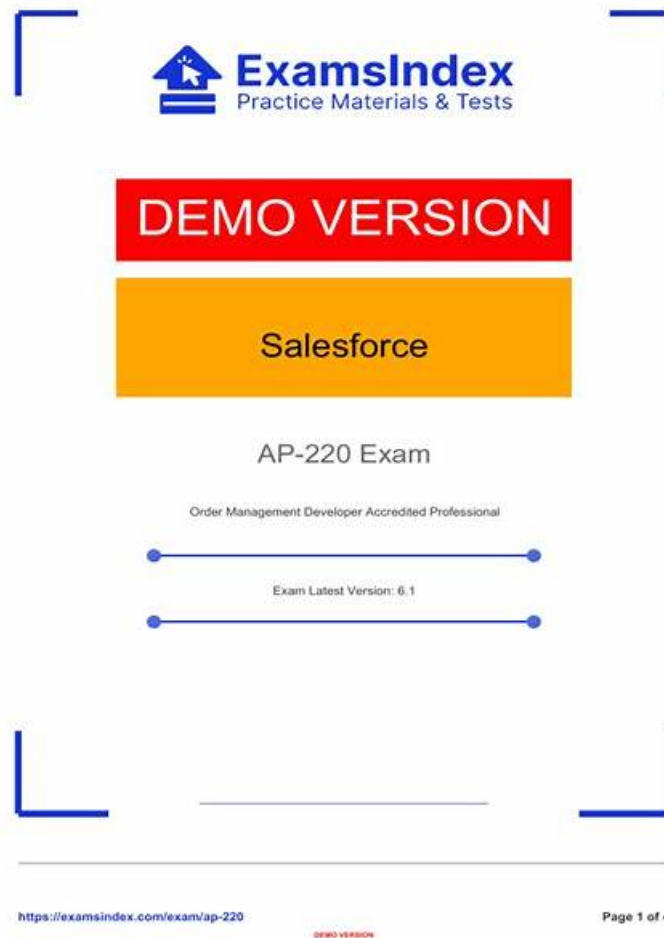 ExamsIndex
Practice Materials & Tests
DEMO VERSION
Salesforce
AP-220 Exam
Order Management Developer Accredited Professional
Exam Latest Version: 6.1
https://examsindex.com/exam/ap-220
Page 1 of
DEMO VERSION